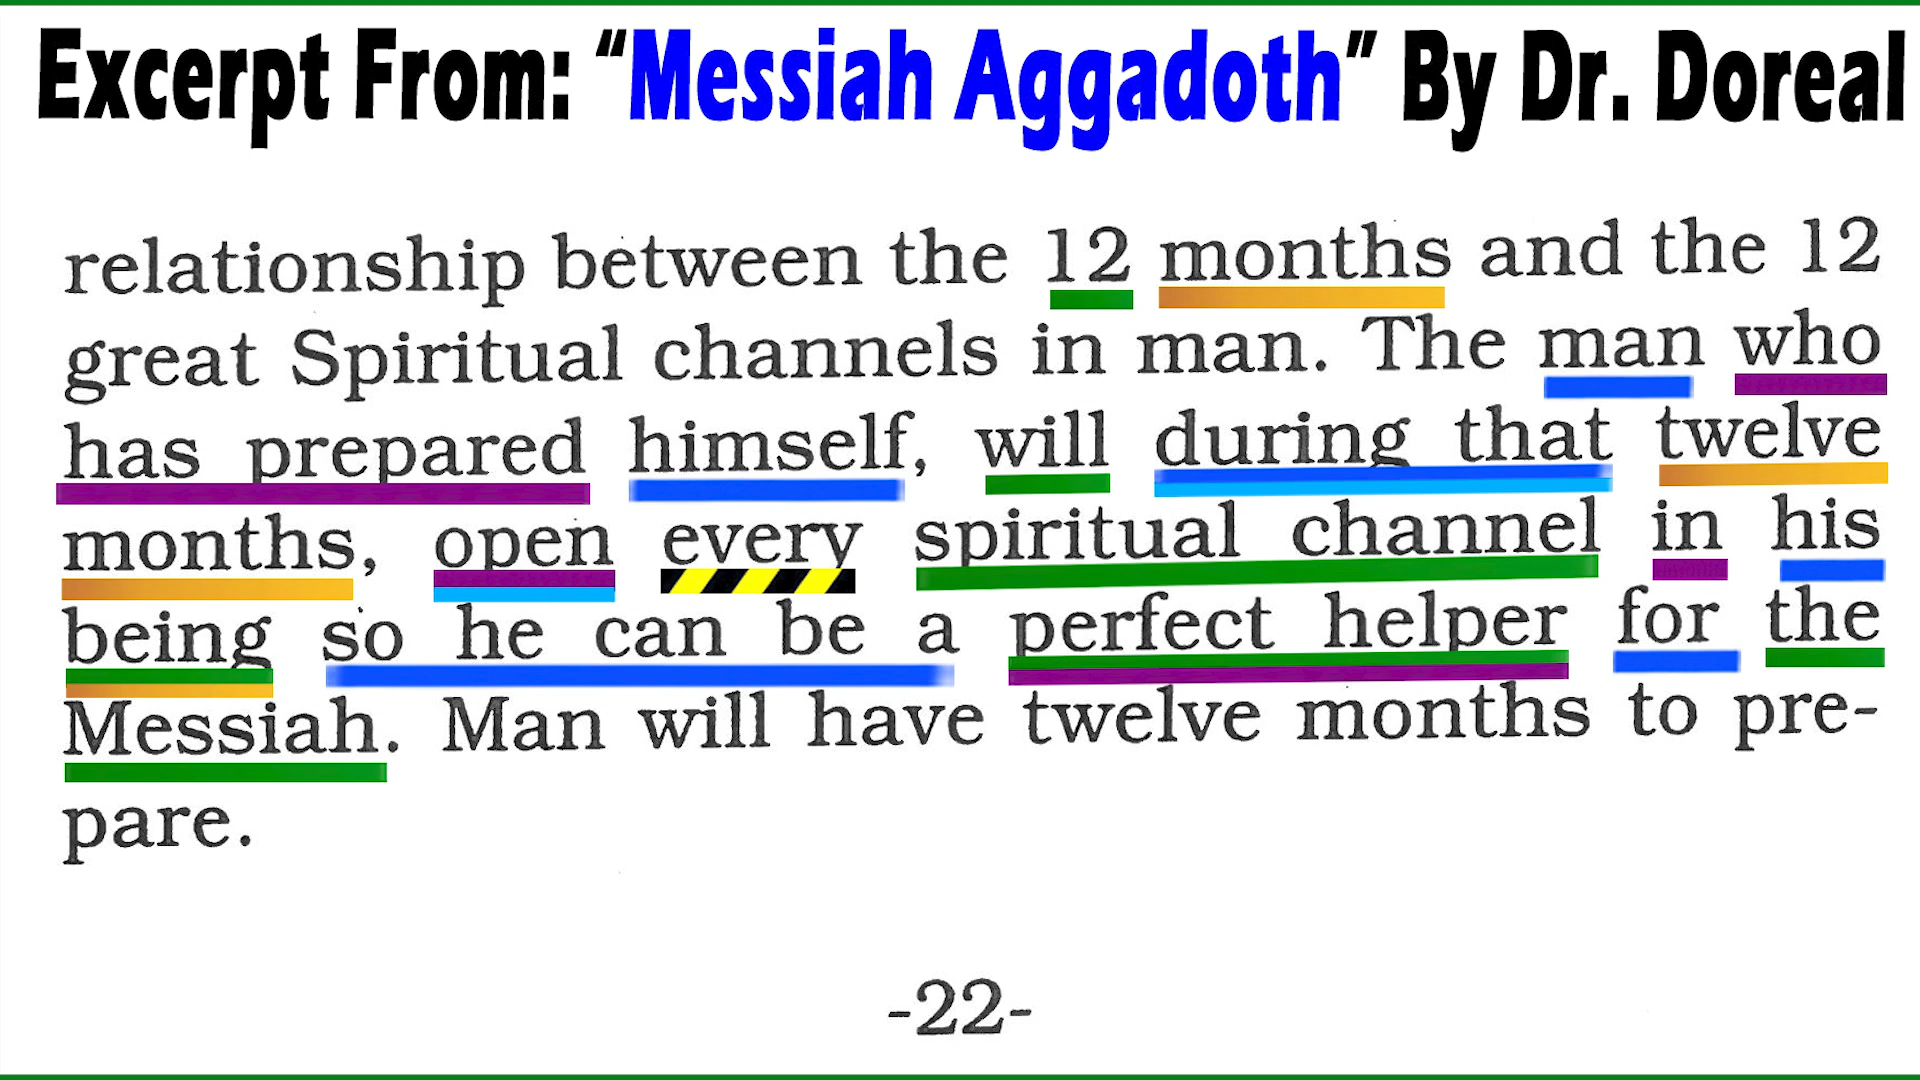 Excerpt From: “Messiah Aggadoth” By Dr. Doreal
relationship between the 12 months and the 12
great Spiritual channels in man. The man who
has prepared himself, will during that twelve
months, open every spiritual channel in his
being so he can be a perfect helper for the
Messiah. Man will have twelve months to pre-
pare.
-22-